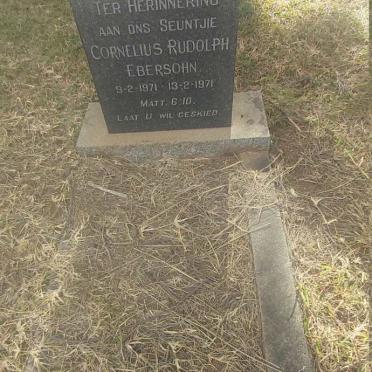 TER HERINNERING
AAN ONS SEUNTJIE
CORNELIUS RUDOLPH
EBERSOHN
9-2-1971 - 13-2-1971
MATT. 6:10.
LAAT U WIL GESKIED